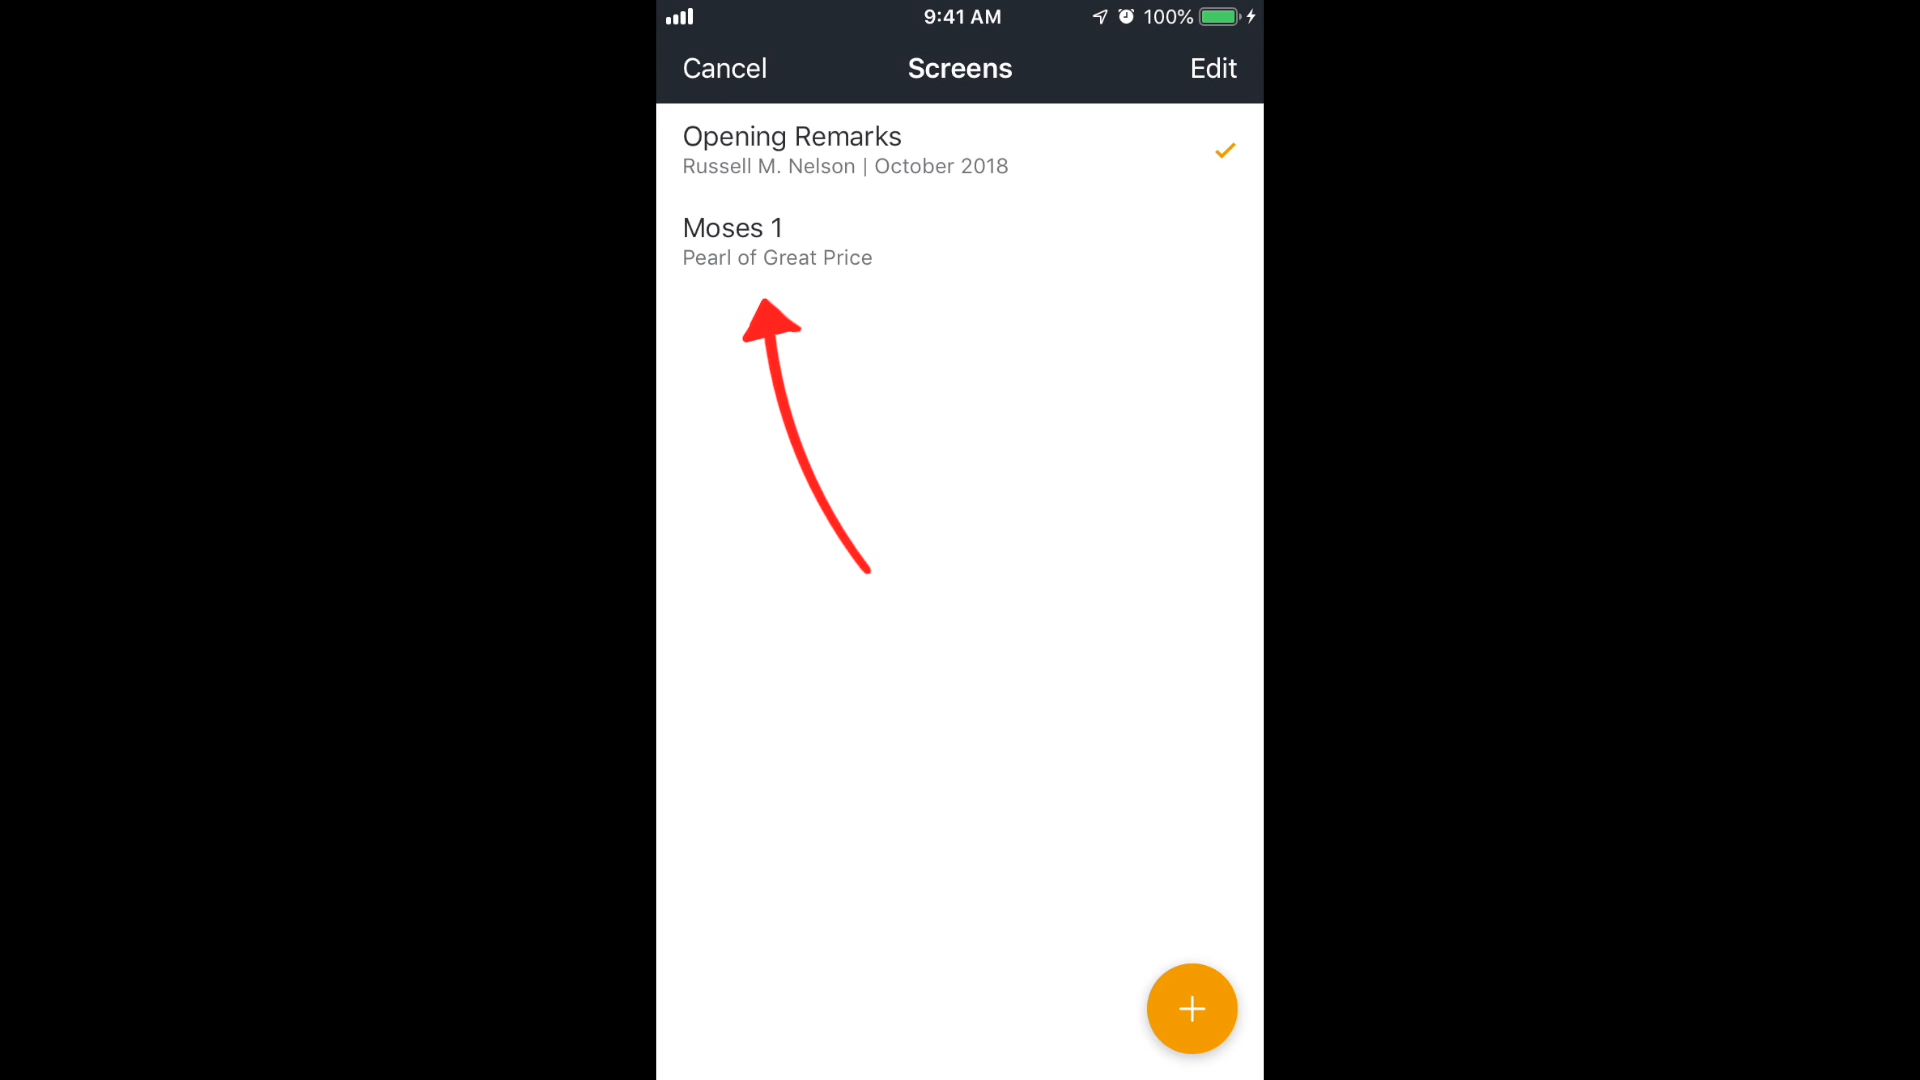 9:41 AM
100%
Cancel
Screens
Edit
Opening Remarks
Russell M. Nelson | October 2018
Moses 1
Pearl of Great Price